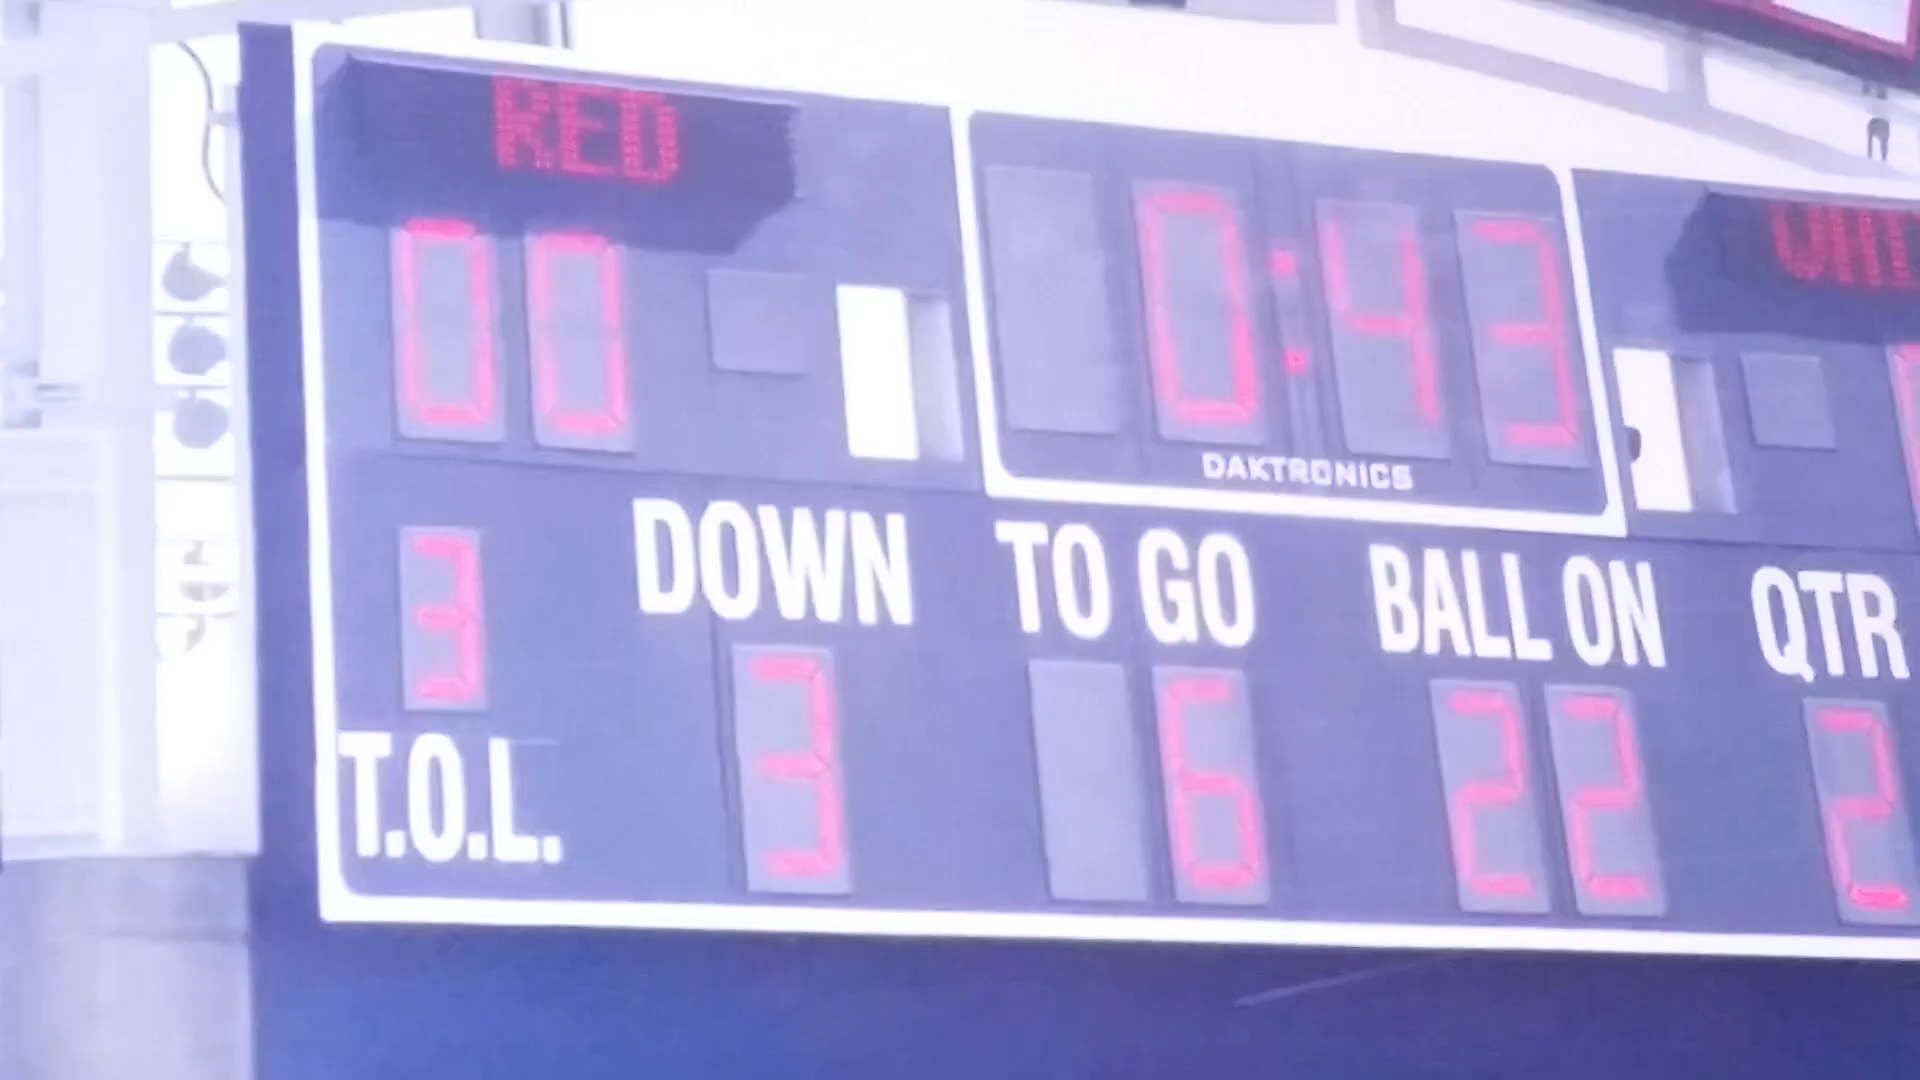 RED
00 0:43
DAKTRONICS
DOWN TO GO BALL ON QTR
3 3 6 22 2
T.O.L.